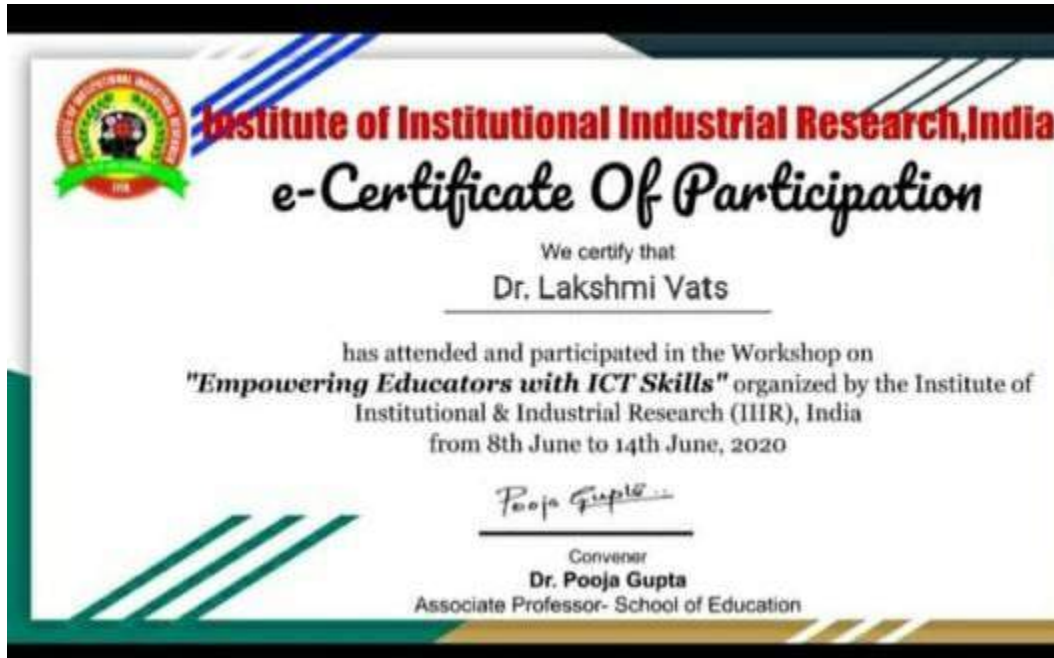 Institute of Institutional Industrial Research,India
e-Certificate Of Participation
We certify that
Dr. Lakshmi Vats
has attended and participated in the Workshop on
"Empowering Educators with ICT Skills" organized by the Institute of
Institutional & Industrial Research (IIIR), India
from 8th June to 14th June, 2020
Pooja Gupta
Convener
Dr. Pooja Gupta
Associate Professor- School of Education